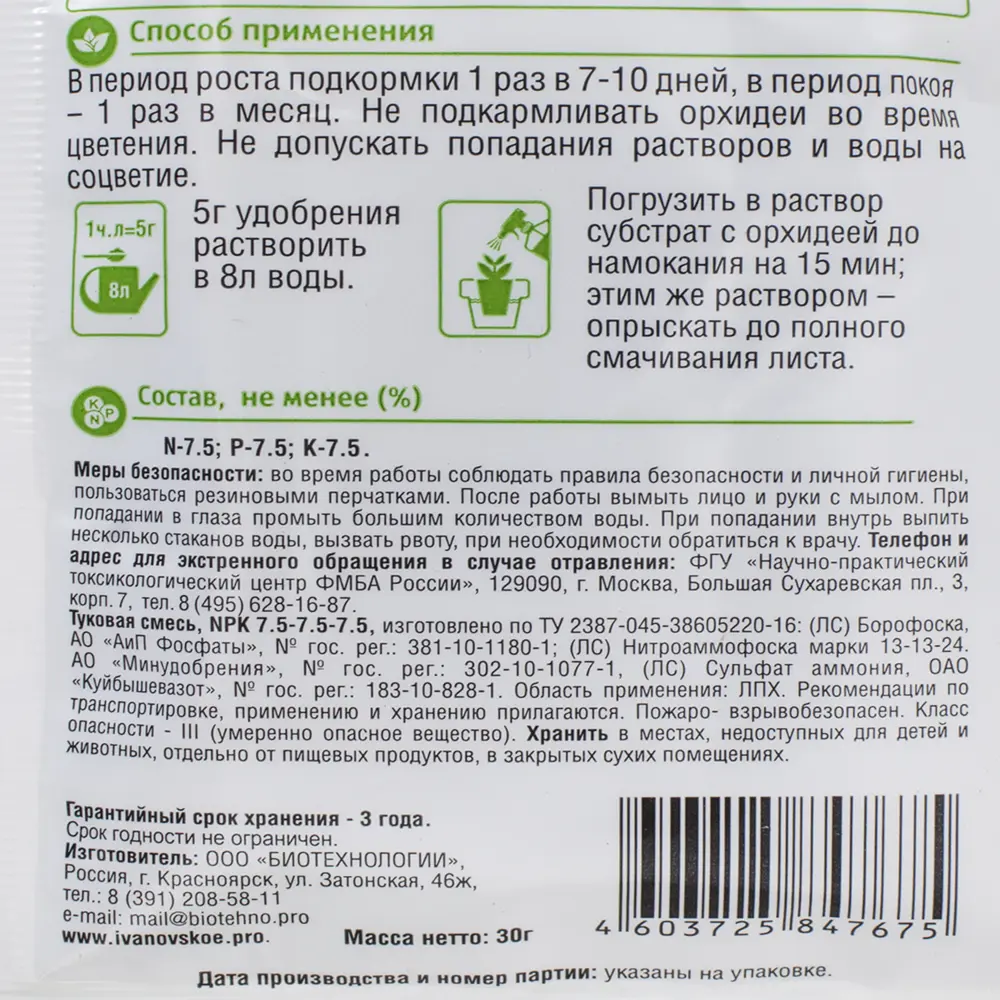 Способ применения
В период роста подкормки 1 раз в 7-10 дней, в период покоя
– 1 раз в месяц. Не подкармливать орхидеи во время
цветения. Не допускать попадания растворов и воды на
соцветие.
1ч.л=5г
8л
5г удобрения
растворить
в 8л воды.
Погрузить в раствор
субстрат с орхидеей до
намокания на 15 мин;
этим же раствором –
опрыскать до полного
смачивания листа.
K
N
P
Состав, не менее (%)
N-7.5; P-7.5; K-7.5.
Меры безопасности: во время работы соблюдать правила безопасности и личной гигиены,
пользоваться резиновыми перчатками. После работы вымыть лицо и руки с мылом. При
попадании в глаза промыть большим количеством воды. При попадании внутрь выпить
несколько стаканов воды, вызвать рвоту, при необходимости обратиться к врачу. Телефон и
адрес для экстренного обращения в случае отравления: ФГУ «Научно-практический
токсикологический центр ФМБА России», 129090, г. Москва, Большая Сухаревская пл., 3,
корп.7, тел. 8 (495) 628-16-87.
Туковая смесь, NPK 7.5-7.5-7.5, изготовлено по ТУ 2387-045-38605220-16: (ЛС) Борофоска,
АО «АиП Фосфаты», № гос. рег.: 381-10-1180-1; (ЛС) Нитроаммофоска марки 13-13-24.
АО «Минудобрения», № гос. рег.: 302-10-1077-1, (ЛС) Сульфат аммония, ОАО
«Куйбышевазот», № гос. рег.: 183-10-828-1. Область применения: ЛПХ. Рекомендации по
транспортировке, применению и хранению прилагаются. Пожаро- взрывобезопасен. Класс
опасности - III (умеренно опасное вещество). Хранить в местах, недоступных для детей и
животных, отдельно от пищевых продуктов, в закрытых сухих помещениях.
Гарантийный срок хранения - 3 года.
Срок годности не ограничен.
Изготовитель: ООО «БИОТЕХНОЛОГИИ»,
Россия, г. Красноярск, ул. Затонская, 46ж,
тел.: 8 (391) 208-58-11
e-mail: mail@biotehno.pro
www.ivanovskoe.pro.
Масса нетто: 30г
4 603725 847675
Дата производства и номер партии: указаны на упаковке.